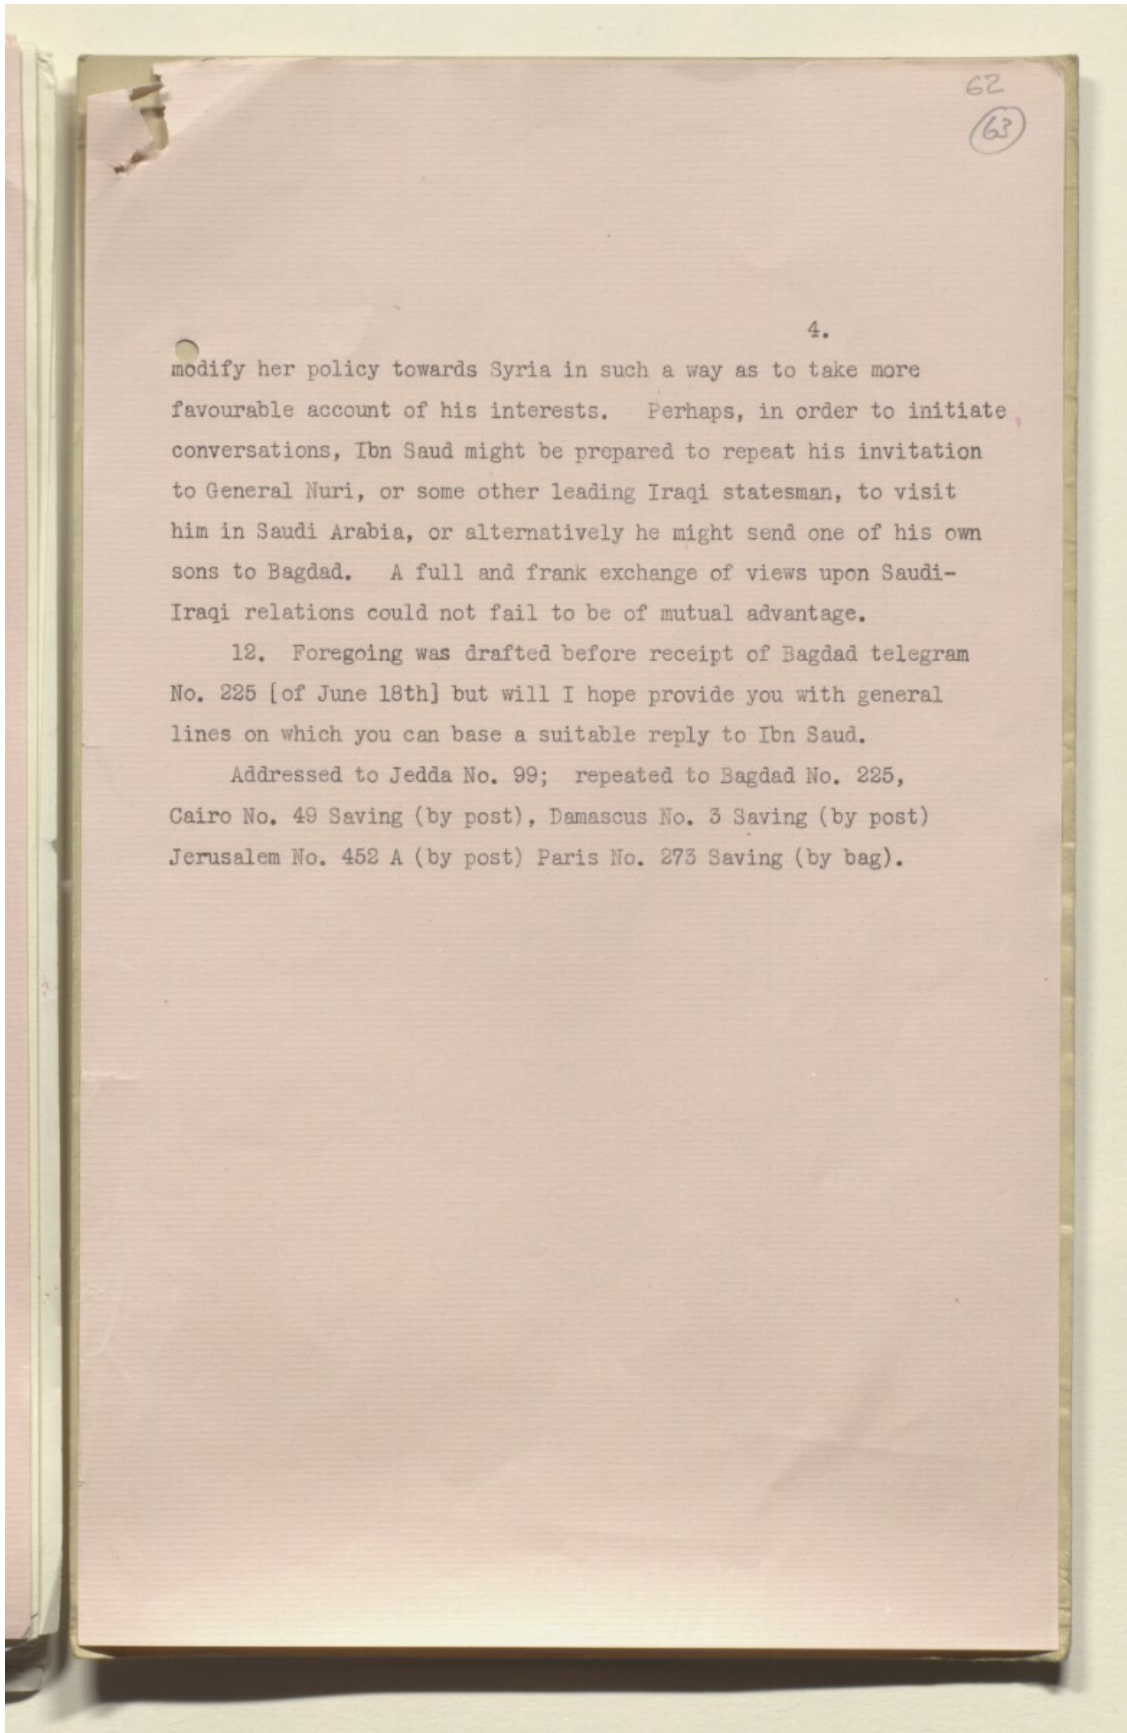 62
63
4.
modify her policy towards Syria in such a way as to take more
favourable account of his interests. Perhaps, in order to initiate
conversations, Ibn Saud might be prepared to repeat his invitation
to General Nuri, or some other leading Iraqi statesman, to visit
him in Saudi Arabia, or alternatively he might send one of his own
sons to Bagdad. A full and frank exchange of views upon Saudi-
Iraqi relations could not fail to be of mutual advantage.
12. Foregoing was drafted before receipt of Bagdad telegram
No. 225 [of June 18th] but will I hope provide you with general
lines on which you can base a suitable reply to Ibn Saud.
Addressed to Jedda No. 99; repeated to Bagdad No. 225,
Cairo No. 49 Saving (by post), Damascus No. 3 Saving (by post)
Jerusalem No. 452 A (by post) Paris No. 273 Saving (by bag).